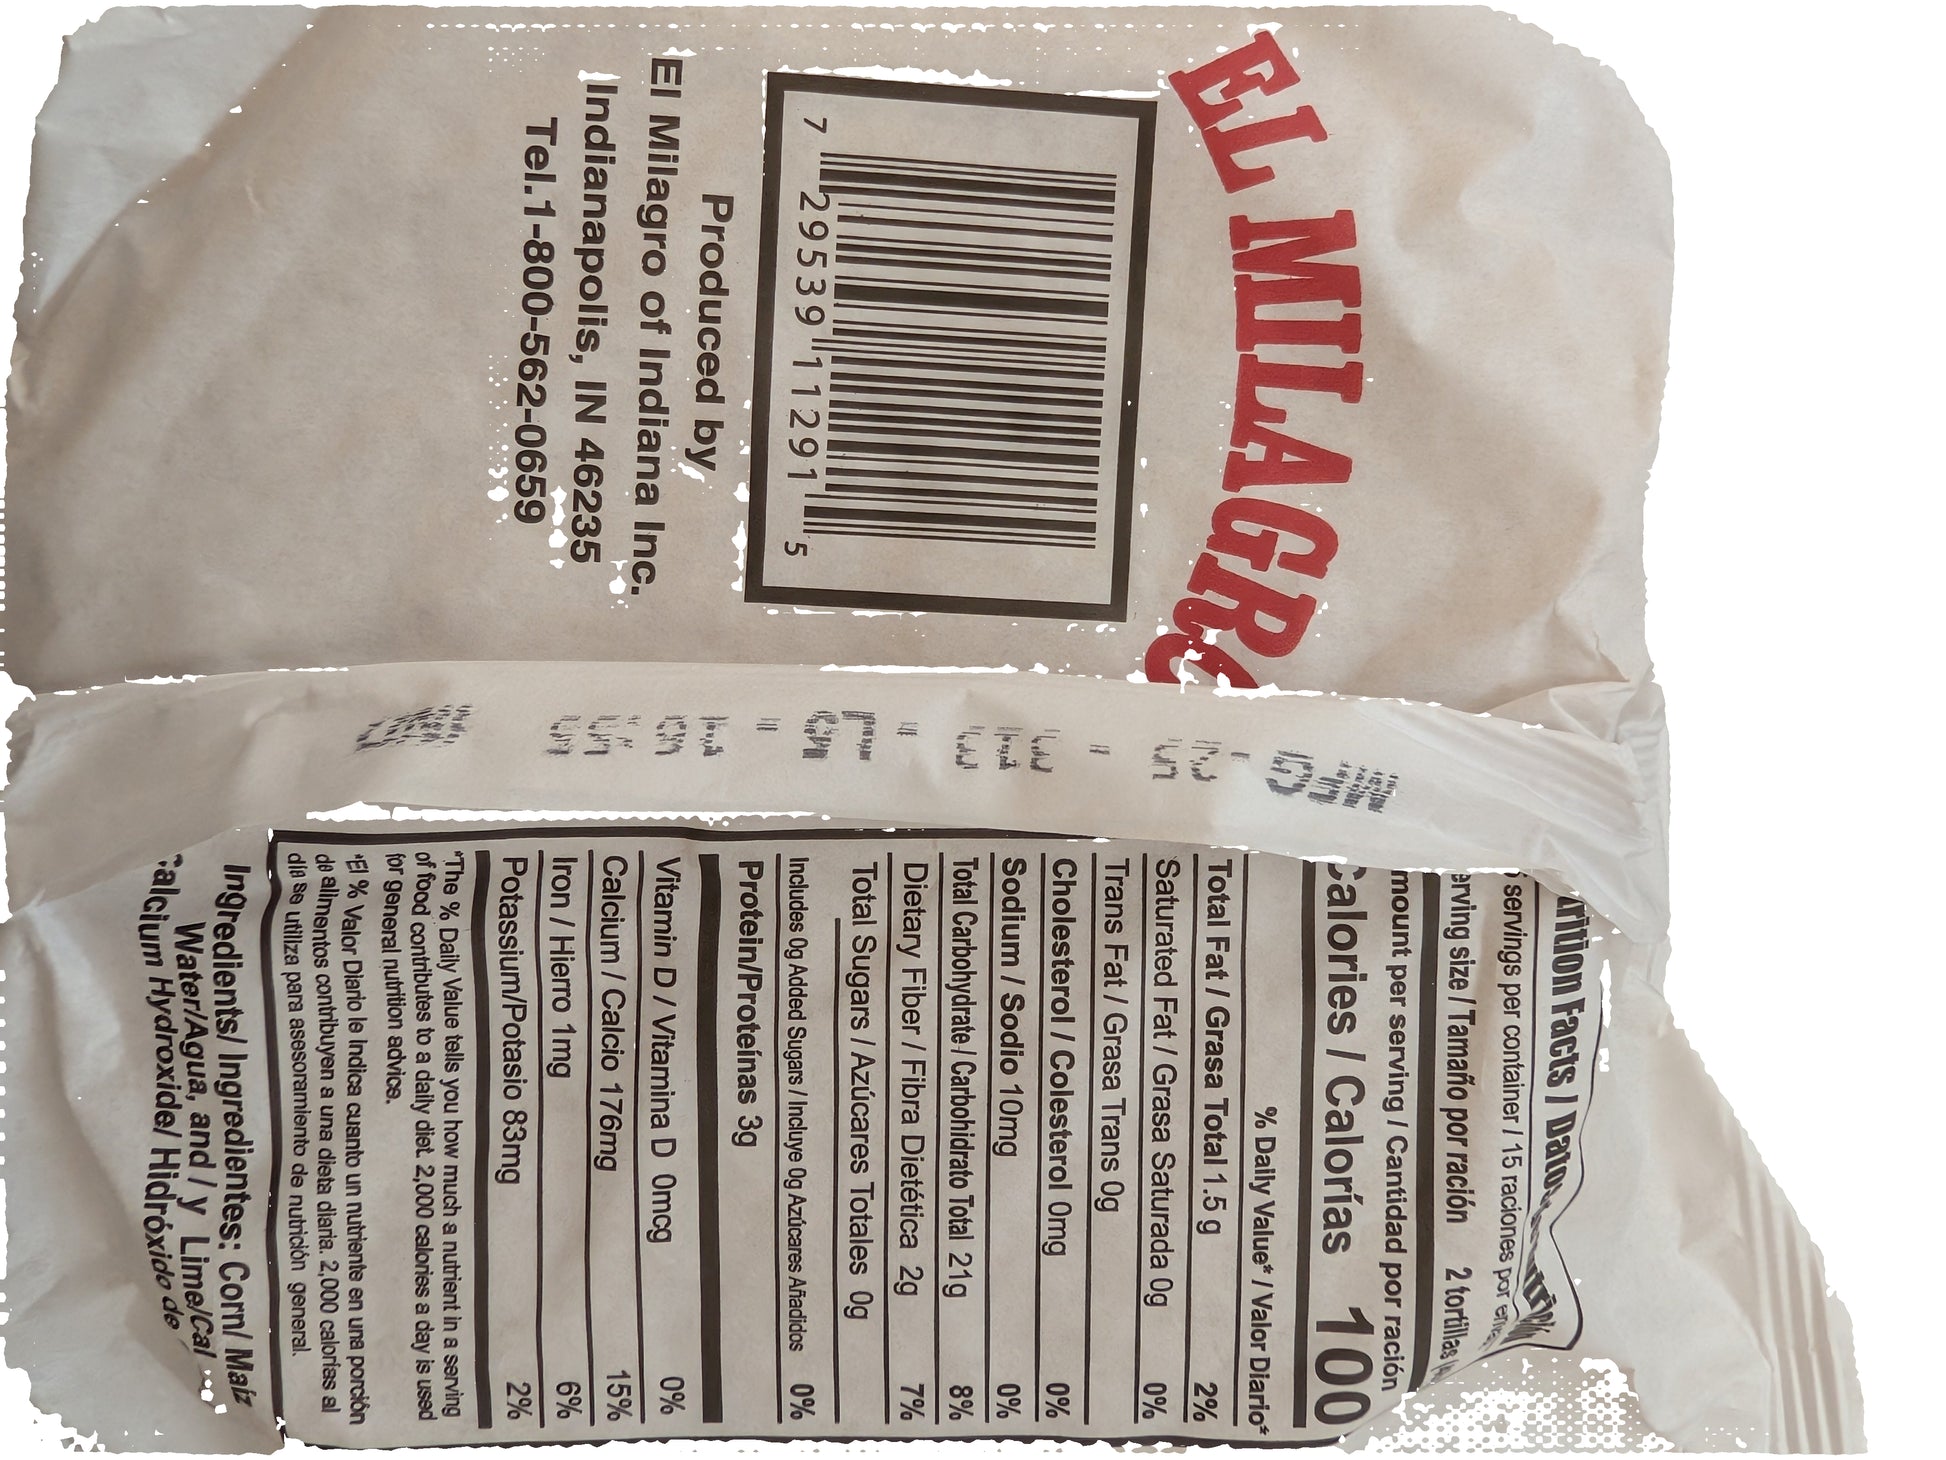 EL MILAGRO
7 29539 11291 5
Produced by
El Milagro of Indiana Inc.
Indianapolis, IN 46235
Tel.1-800-562-0659
Facts / Datos
servings per container / 15 raciones por
size / Tamaño por ración 2 tortillas
per serving / Cantidad por ración
Calories / Calorías 100
% Daily Value* / Valor Diario*
Total Fat / Grasa Total 1.5 g 2%
Saturated Fat / Grasa Saturada 0g 0%
Trans Fat / Grasa Trans 0g
Cholesterol / Colesterol 0mg 0%
Sodium / Sodio 10mg 0%
Total Carbohydrate / Carbohidrato Total 21g 8%
Dietary Fiber / Fibra Dietética 2g 7%
Total Sugars / Azúcares Totales 0g
Includes 0g Added Sugars / Incluye 0g Azúcares Añadidos 0%
Protein/Proteínas 3g
Vitamin D / Vitamina D 0mcg 0%
Calcium / Calcio 176mg 15%
Iron / Hierro 1mg 6%
Potassium/Potasio 83mg 2%
*The % Daily Value tells you how much a nutrient in a serving
of food contributes to a daily diet. 2,000 calories a day is used
for general nutrition advice.
*El % Valor Diario le Indica cuanto un nutriente en una porción
de alimentos contribuyen a una dieta diaria. 2,000 calorías al
día se utiliza para asesoramiento de nutrición general.
Ingredients/ Ingredientes: Corn/ Maíz
Water/Agua, and / y Lime/Cal
Calcium Hydroxide/ Hidróxido de